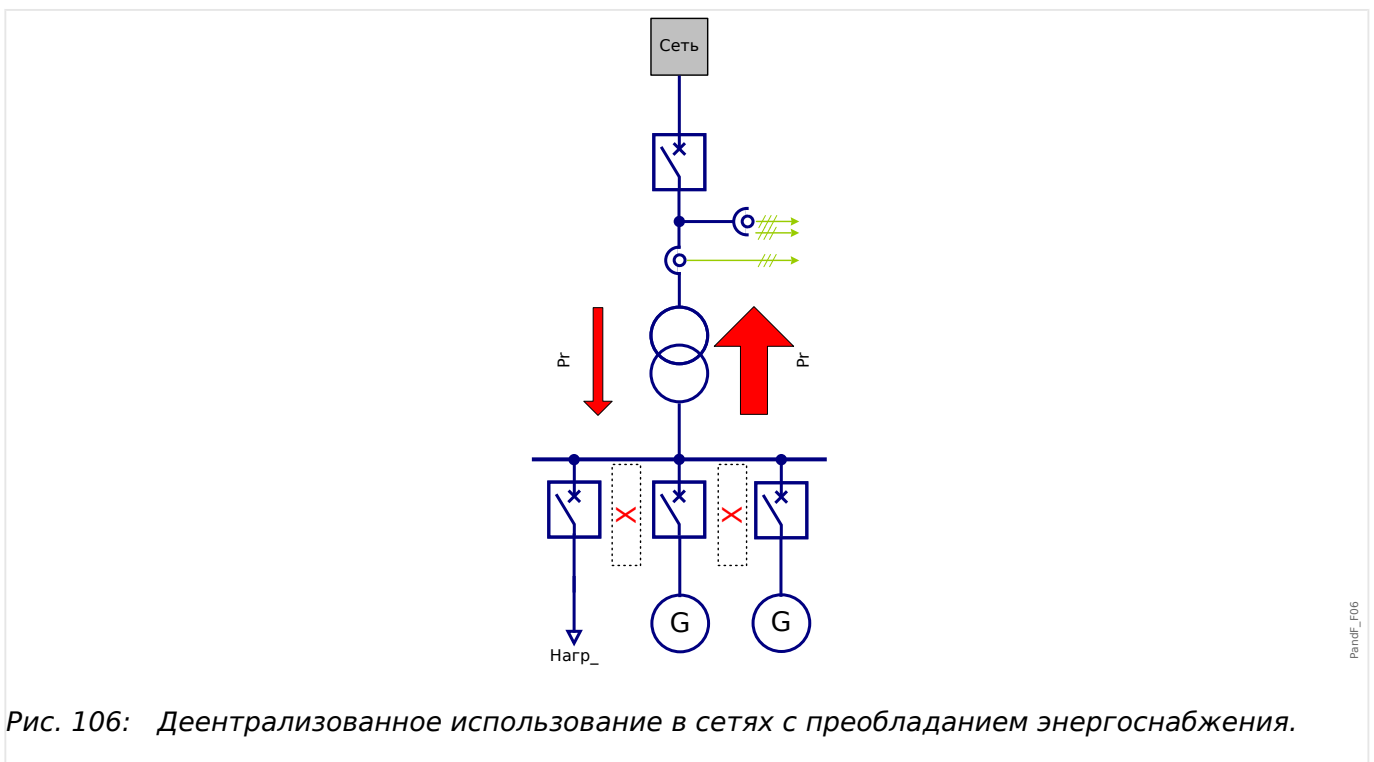 Сеть
Pr
Pr
X
X
G
G
Нагр_
PandF_F06
Рис. 106: Деентрализованное использование в сетях с преобладанием энергоснабжения.